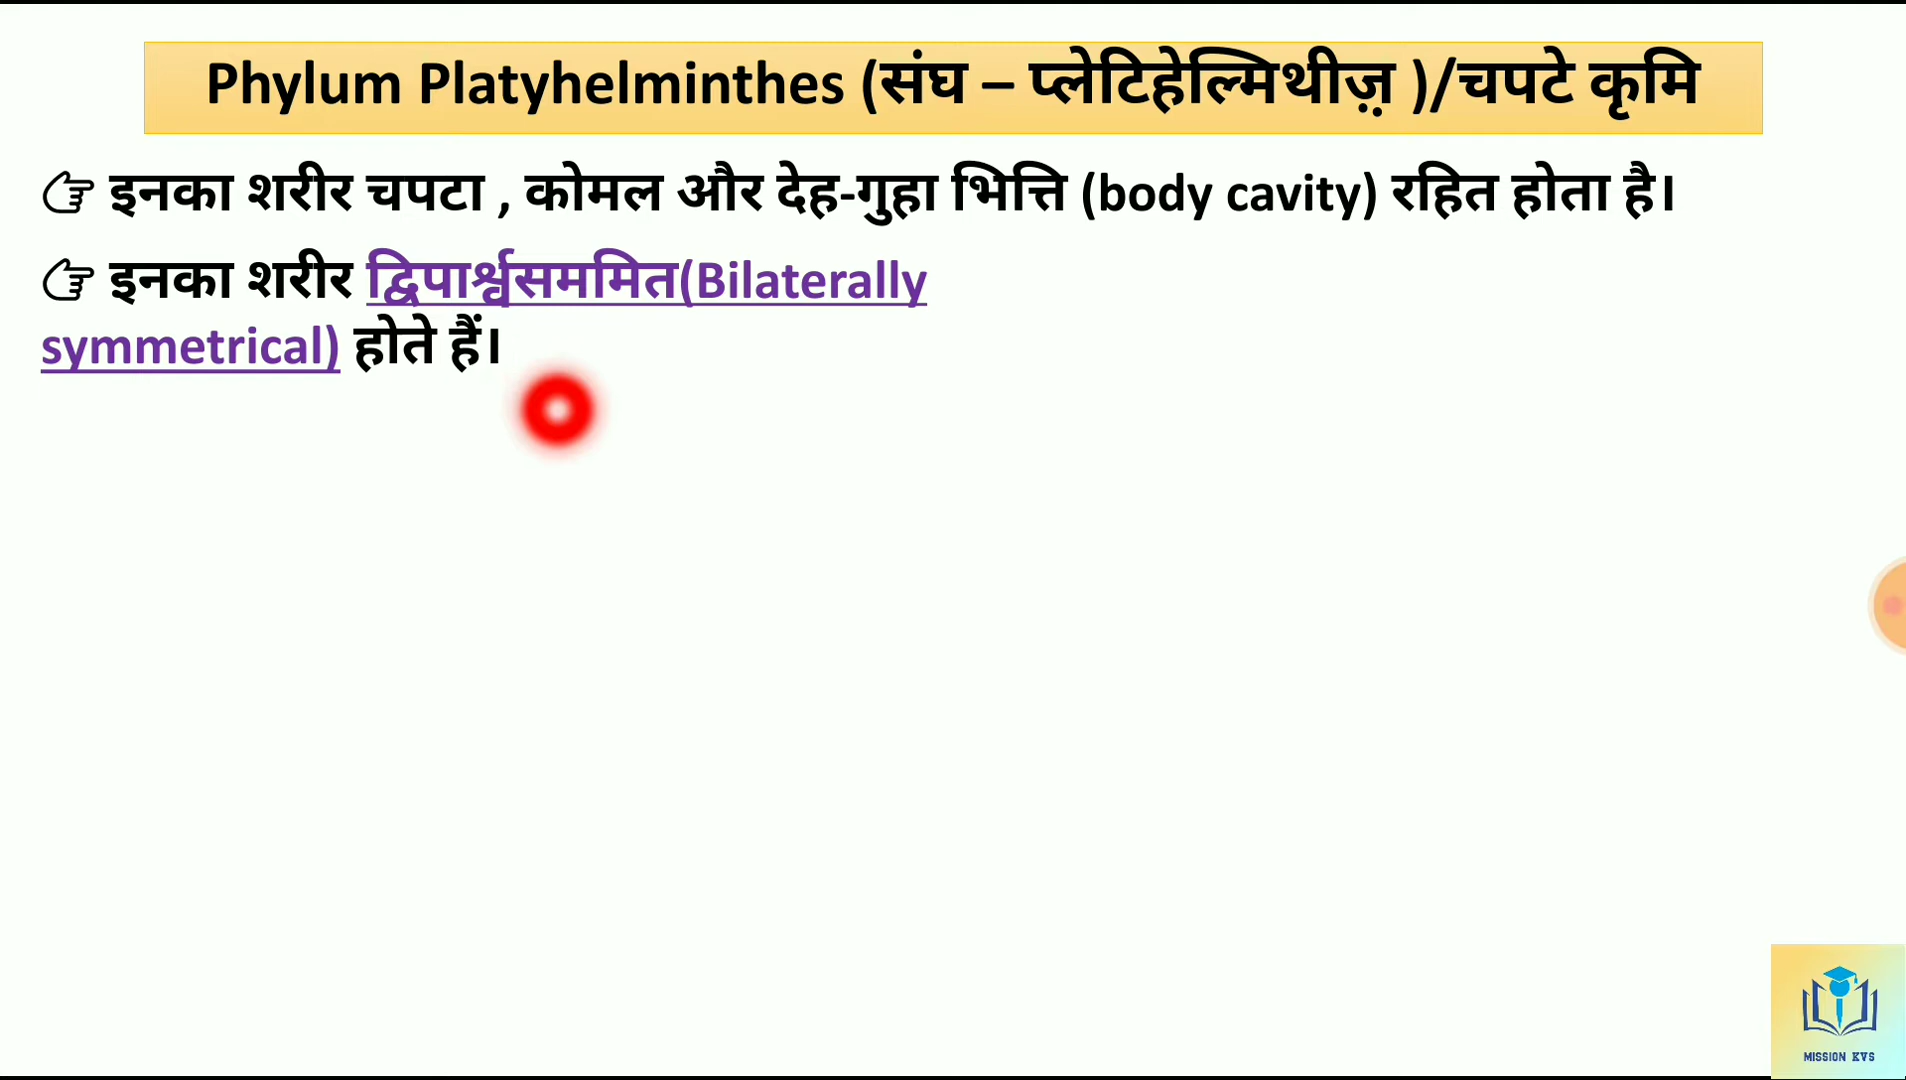 Phylum Platyhelminthes (संघ – प्लेटिहेल्मिथीज़़ )/चपटे कृमि
👉 इनका शरीर चपटा , कोमल और देह-गुहा भित्ति (body cavity) रहित होता है।
👉 इनका शरीर द्विपार्श्वसममित(Bilaterally
symmetrical) होते हैं।
MISSION KVS